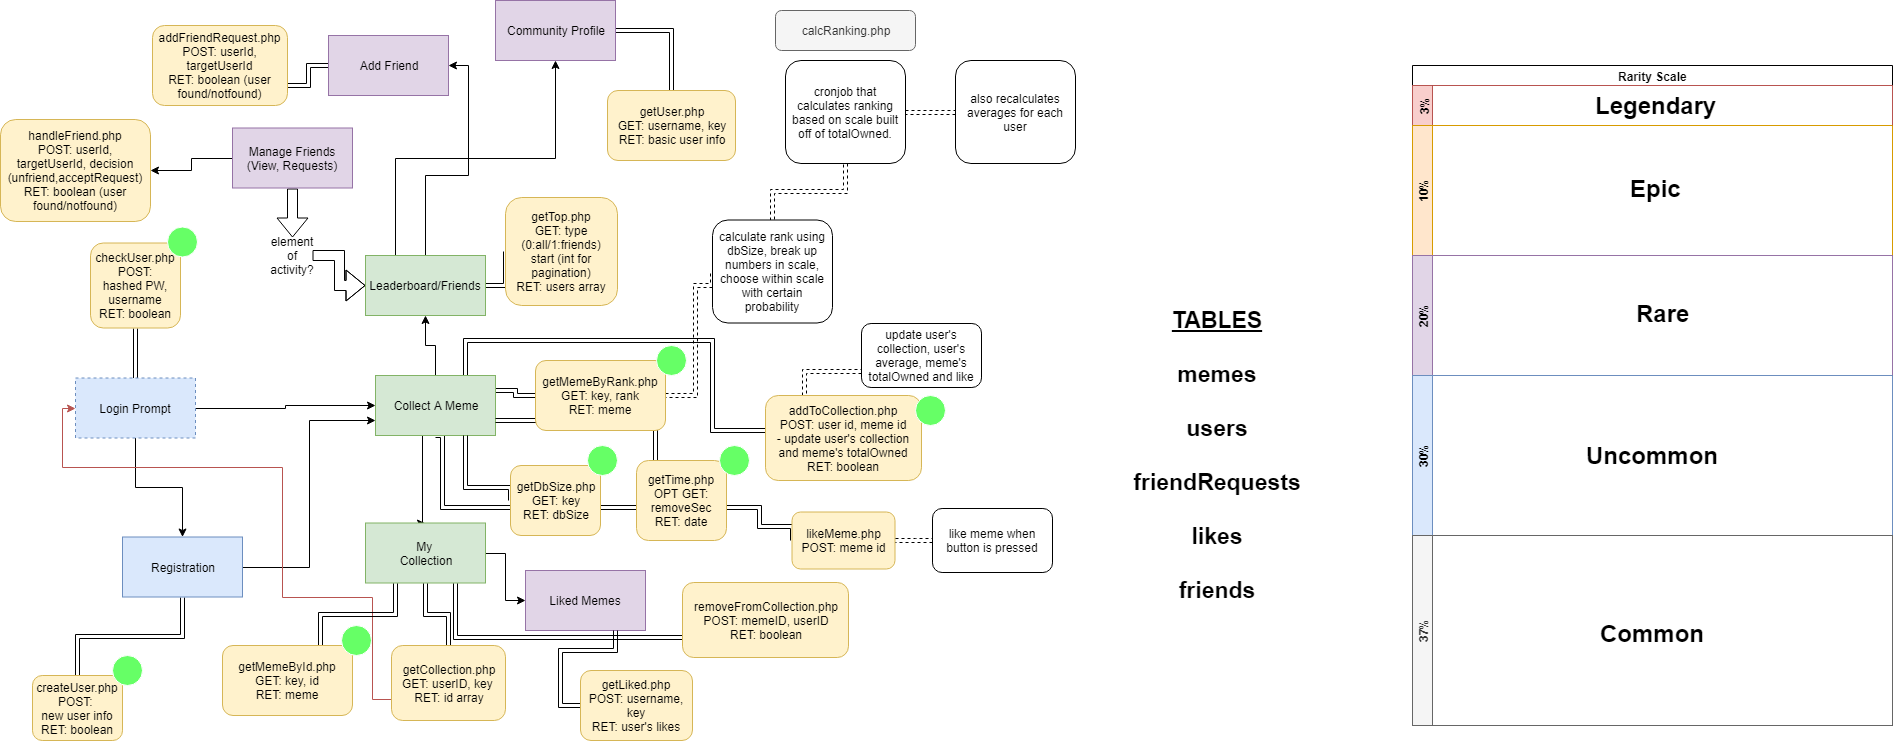 addFriendRequest.php
POST: userId,
targetUserId
RET: boolean (user
found/notfound)
Add Friend
Community Profile
calcRanking.php
getUser.php
GET: username, key
RET: basic user info
cronjob that
calculates ranking
based on scale built
off of totalOwned.
also recalculates
averages for each
user
handleFriend.php
POST: userId,
targetUserId, decision
(unfriend,acceptRequest)
RET: boolean (user
found/notfound)
Manage Friends
(View, Requests)
element
of
activity?
getTop.php
GET: type
(0:all/1:friends)
start (int for
pagination)
RET: users array
Leaderboard/Friends
calculate rank using
dbSize, break up
numbers in scale,
choose within scale
with certain
probability
checkUser.php
POST:
hashed PW,
username
RET: boolean
update user's
collection, user's
average, meme's
totalOwned and like
Login Prompt
Collect A Meme
getMemeByRank.php
GET: key, rank
RET: meme
addToCollection.php
POST: user id, meme id
- update user's collection
and meme's totalOwned
RET: boolean
getDbSize.php
GET: key
RET: dbSize
getTime.php
OPT GET:
removeSec
RET: date
likeMeme.php
POST: meme id
like meme when
button is pressed
Registration
My
Collection
Liked Memes
removeFromCollection.php
POST: memeID, userID
RET: boolean
createUser.php
POST:
new user info
RET: boolean
getMemeById.php
GET: key, id
RET: meme
getCollection.php
GET: userID, key
RET: id array
getLiked.php
POST: username,
key
RET: user's likes
TABLES
memes
users
friendRequests
likes
friends
Rarity Scale
3%
Legendary
10%
Epic
20%
Rare
30%
Uncommon
37%
Common